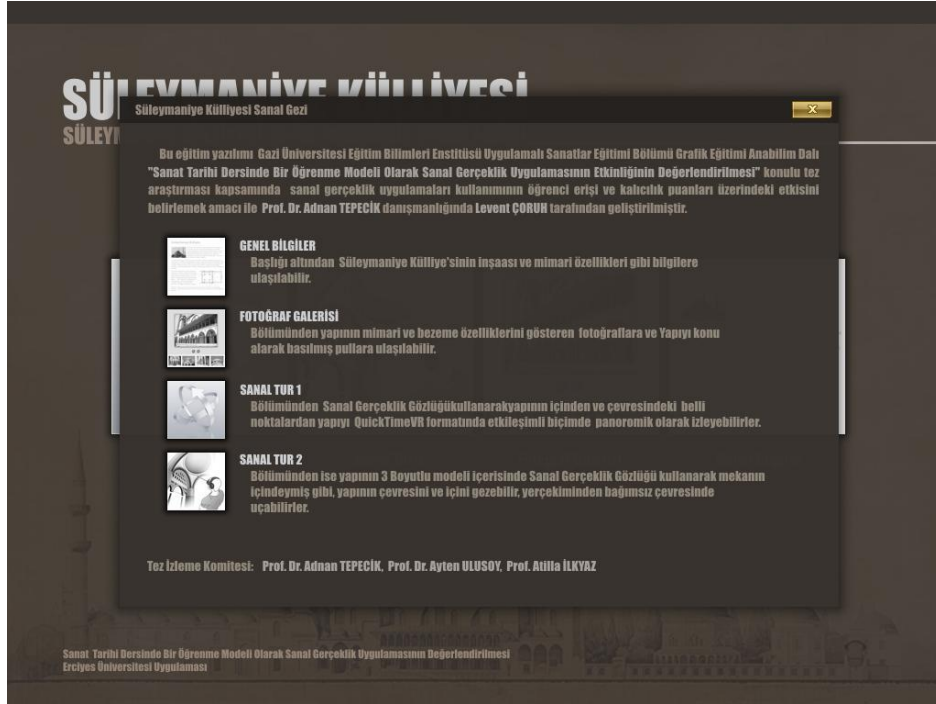 SÜLEYMANİYE KÜLLİYESİ
SÜLEYM
Süleymaniye Külliyesi Sanal Gezi
X
Bu eğitim yazılımı Gazi Üniversitesi Eğitim Bilimleri Enstitüsü Uygulamalı Sanatlar Eğitimi Bölümü Grafik Eğitimi Anabilim Dalı
"Sanat Tarihi Dersinde Bir Öğrenme Modeli Olarak Sanal Gerçeklik Uygulamasının Etkinliğinin Değerlendirilmesi" konulu tez
araştırması kapsamında sanal gerçeklik uygulamaları kullanımının öğrenci erişi ve kalıcılık puanları üzerindeki etkisini
belirlemek amacı ile Prof. Dr. Adnan TEPECİK danışmanlığında Levent ÇORUH tarafından geliştirilmiştir.
GENEL BİLGİLER
Başlığı altından Süleymaniye Külliye'sinin inşaası ve mimari özellikleri gibi bilgilere
ulaşılabilir.
FOTOĞRAF GALERİSİ
Bölümünden yapının mimari ve bezeme özelliklerini gösteren fotoğraflara ve Yapıyı konu
alarak basılmış pullara ulaşılabilir.
SANAL TUR 1
Bölümünden Sanal Gerçeklik Gözlüğükullanarakyapının içinden ve çevresindeki belli
noktalardan yapıyı QuickTimeVR formatında etkileşimli biçimde panoromik olarak izleyebilirler.
SANAL TUR 2
Bölümünden ise yapının 3 Boyutlu modeli içerisinde Sanal Gerçeklik Gözlüğü kullanarak mekanın
içindeymiş gibi, yapının çevresini ve içini gezebilir, yerçekiminden bağımsız çevresinde
uçabilirler.
Tez İzleme Komitesi: Prof. Dr. Adnan TEPECİK, Prof. Dr. Ayten ULUSOY, Prof. Atilla İLKYAZ
Sanat Tarihi Dersinde Bir Öğrenme Modeli Olarak Sanal Gerçeklik Uygulamasının Değerlendirilmesi
Erciyes Üniversitesi Uygulaması